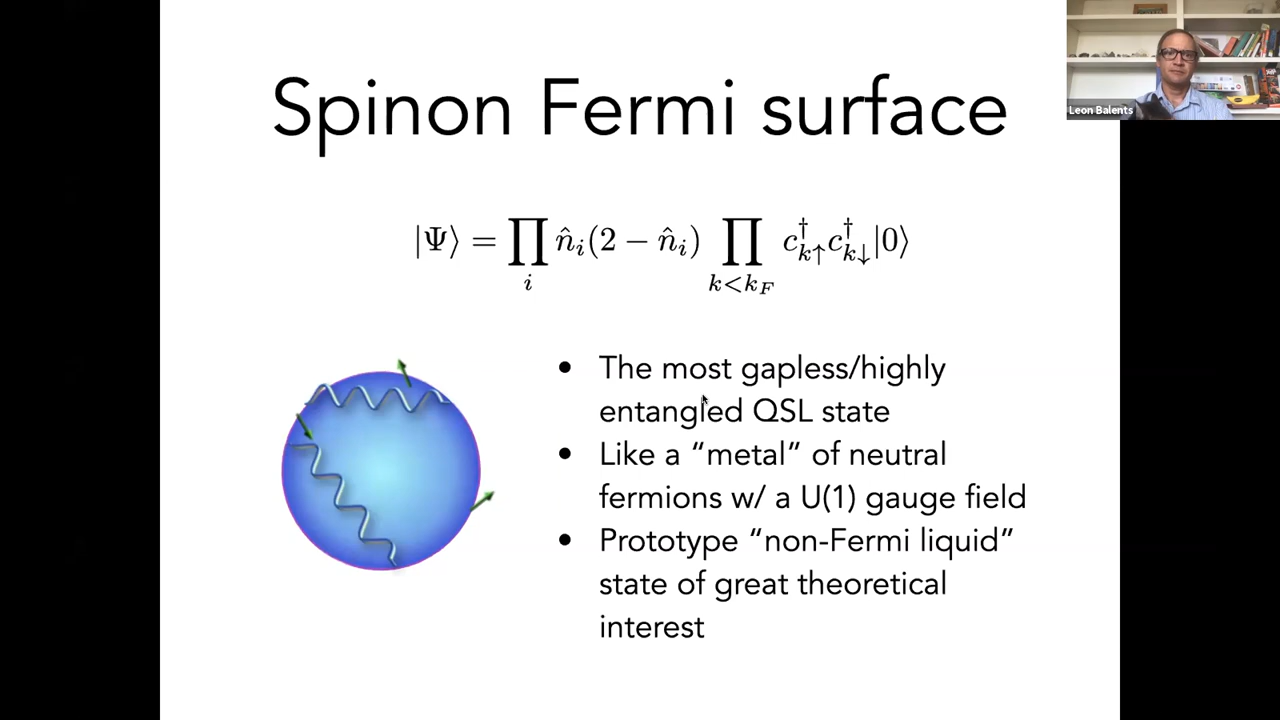 Spinon Fermi surface
Leon Balents
|Ψ⟩ = ∏_i n̂_i(2 − n̂_i) ∏_{k<k_F} c†_{k↑}c†_{k↓}|0⟩
• The most gapless/highly
entangled QSL state
• Like a “metal” of neutral
fermions w/ a U(1) gauge field
• Prototype “non-Fermi liquid”
state of great theoretical
interest